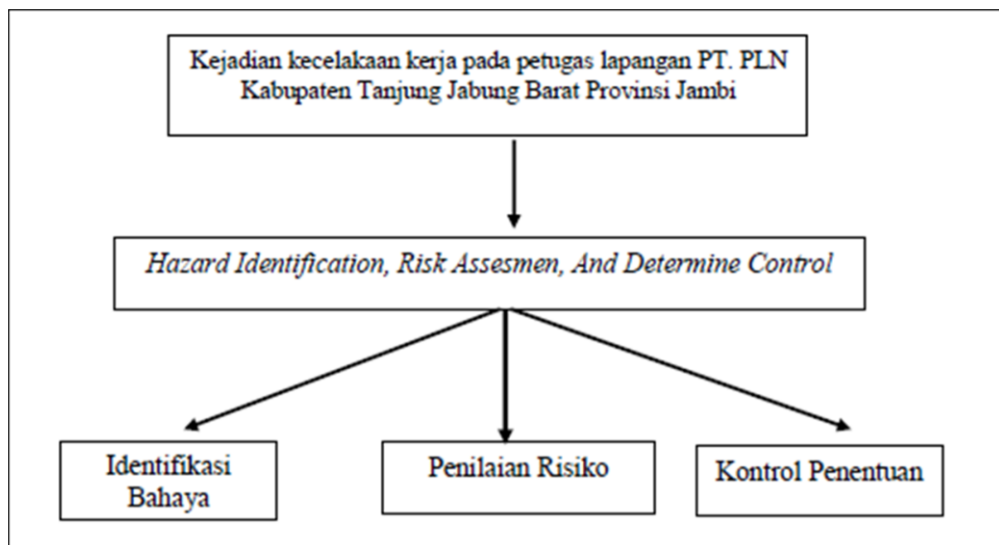 Kejadian kecelakaan kerja pada petugas lapangan PT. PLN
Kabupaten Tanjung Jabung Barat Provinsi Jambi
Hazard Identification, Risk Assesmen, And Determine Control
Identifikasi
Bahaya
Penilaian Risiko
Kontrol Penentuan